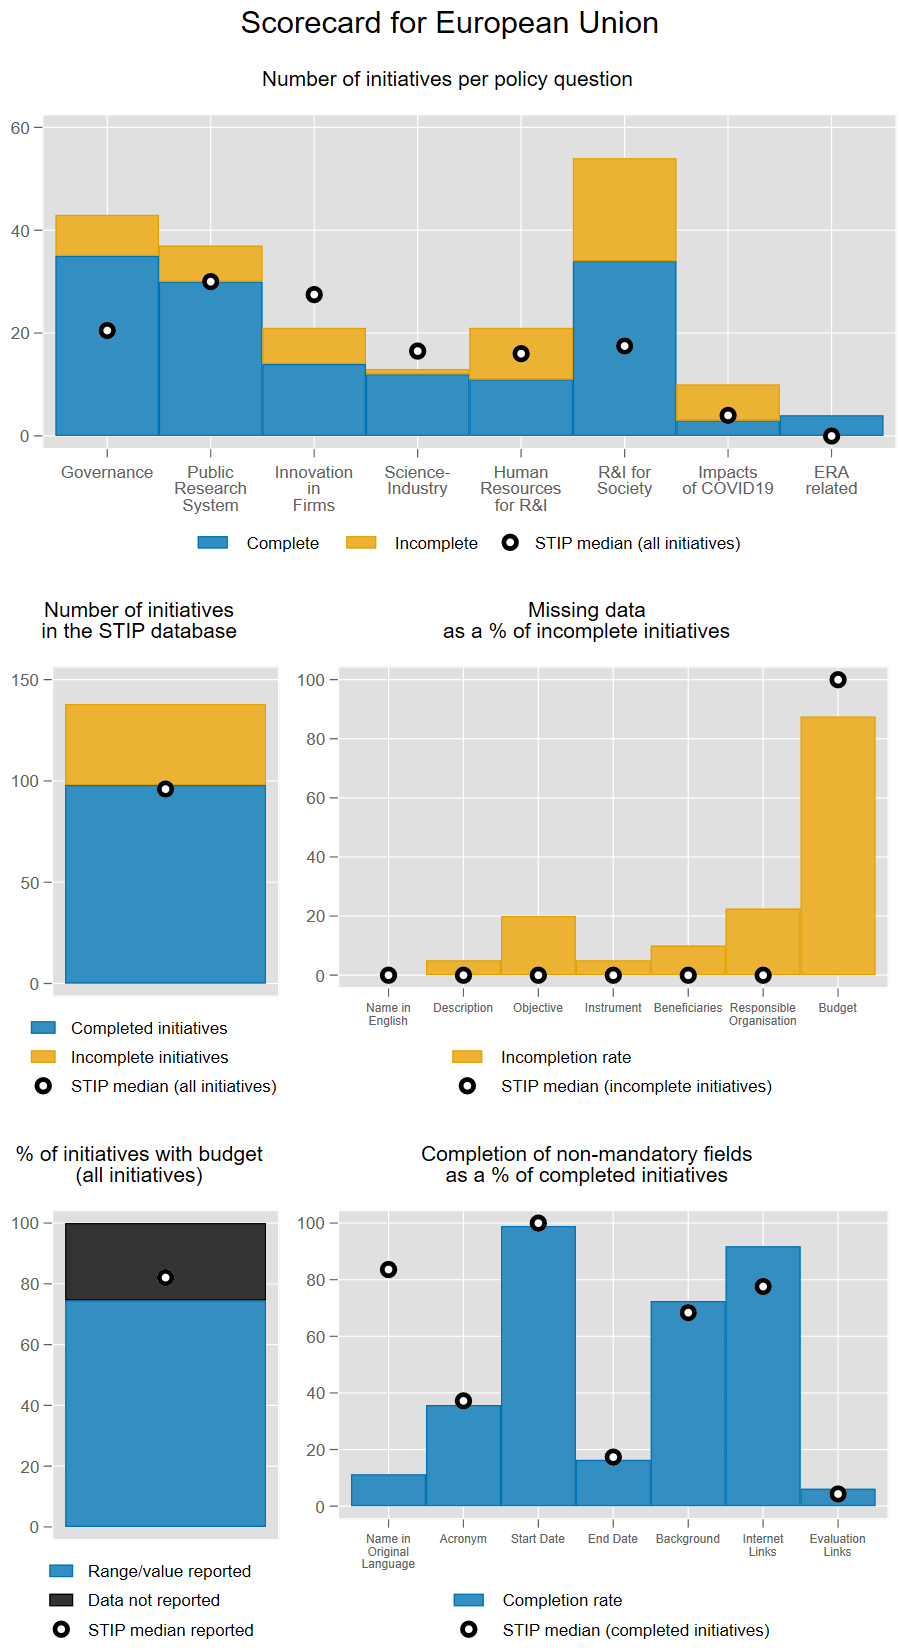 Scorecard for European Union
Number of initiatives per policy question
60
40
20
0
Governance
Public
Research
System
Innovation
in
Firms
Science-
Industry
Human
Resources
for R&I
R&I for
Society
Impacts
of COVID19
ERA
related
Complete
Incomplete
STIP median (all initiatives)
Number of initiatives
in the STIP database
150
100
50
0
Completed initiatives
Incomplete initiatives
STIP median (all initiatives)
Missing data
as a % of incomplete initiatives
100
80
60
40
20
0
Name in
English
Description
Objective
Instrument
Beneficiaries
Responsible
Organisation
Budget
Incompletion rate
STIP median (incomplete initiatives)
% of initiatives with budget
(all initiatives)
100
80
60
40
20
0
Range/value reported
Data not reported
STIP median reported
Completion of non-mandatory fields
as a % of completed initiatives
100
80
60
40
20
0
Name in
Original
Language
Acronym
Start Date
End Date
Background
Internet
Links
Evaluation
Links
Completion rate
STIP median (completed initiatives)